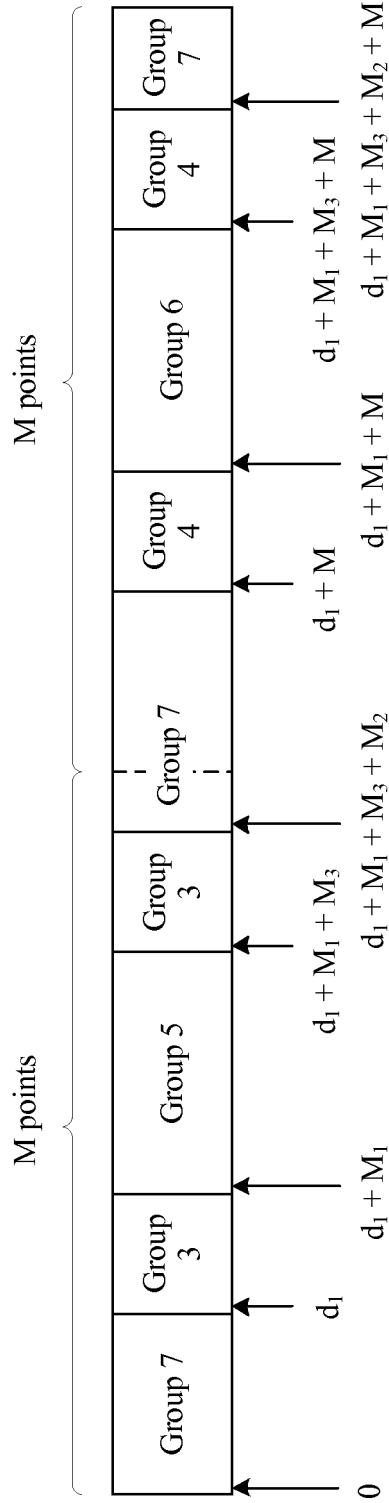 M points
M points
Group 7
Group
3
Group 5
Group
3
Group 7
Group
4
Group 6
Group
4
Group
7
0
d₁
d₁ + M₁
d₁ + M₁ + M₃
d₁ + M₁ + M₃ + M₂
d₁ + M
d₁ + M₁ + M
d₁ + M₁ + M₃ + M
d₁ + M₁ + M₃ + M₂ + M